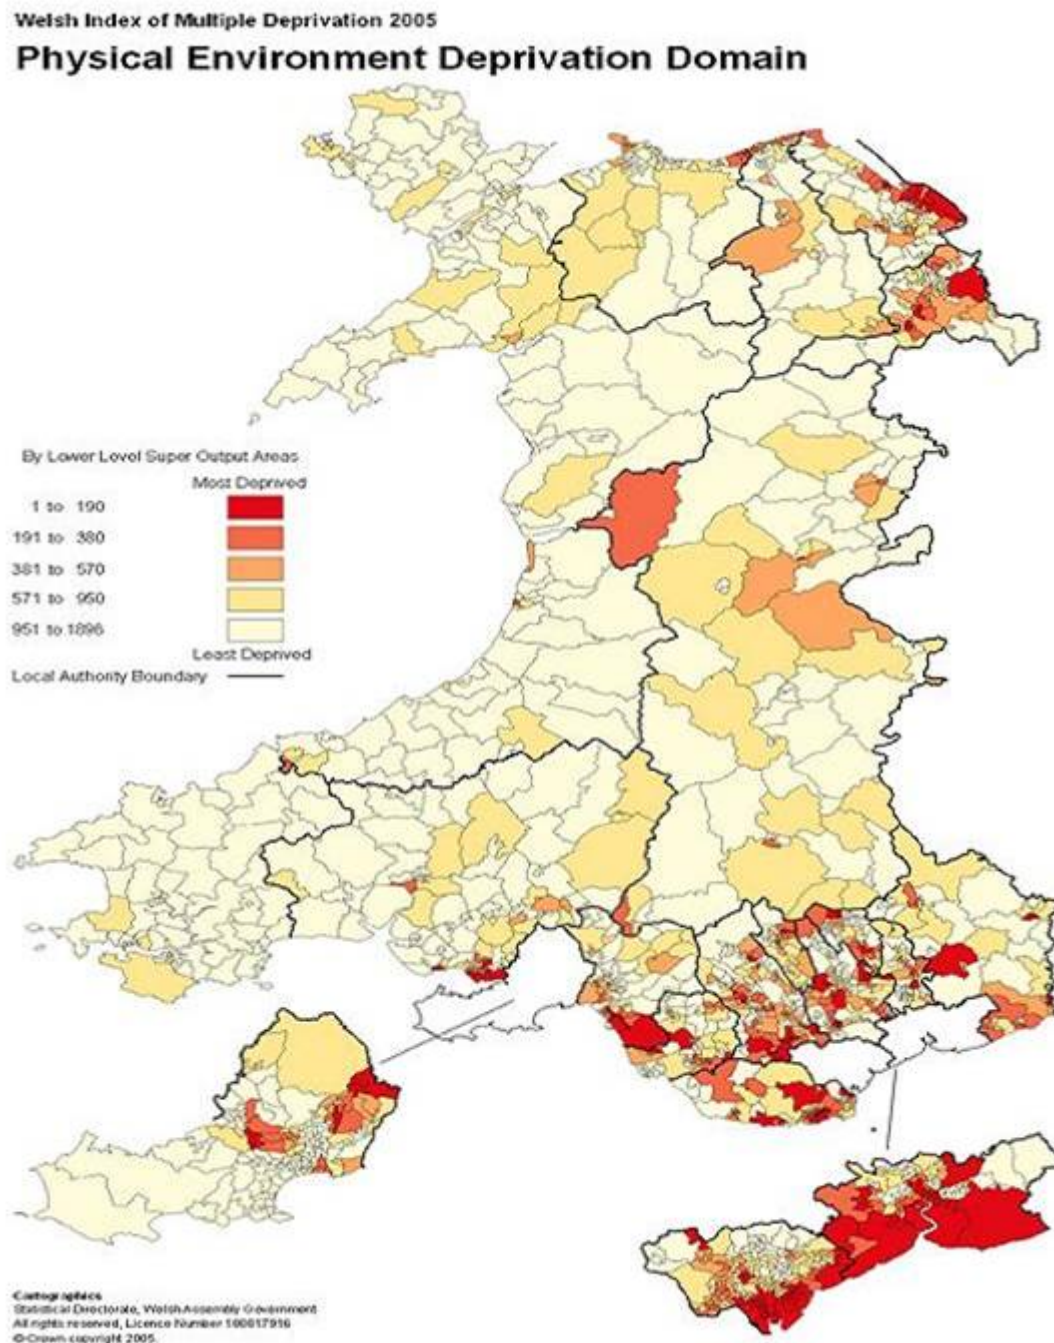 Welsh Index of Multiple Deprivation 2005
Physical Environment Deprivation Domain
By Lower Level Super Output Areas
Most Deprived
1 to 190
191 to 380
381 to 570
571 to 950
951 to 1896
Least Deprived
Local Authority Boundary
Cartographics
Statistical Directorate, Welsh Assembly Government
All rights reserved, Licence Number 100017916
© Crown copyright 2005.